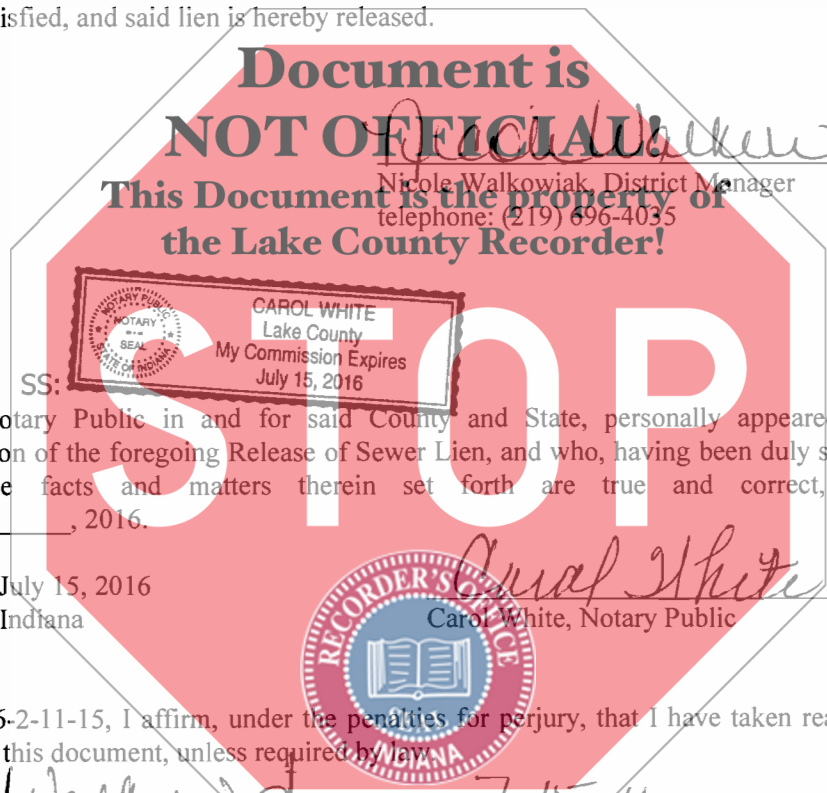 isfied, and said lien is hereby released.
Document is
NOT OFFICIAL!
Nicole Walkowiak, District Manager
This Document is the property of
telephone: (219) 696-4035
the Lake County Recorder!
NOTARY PUBLIC
NOTARY
SEAL
STATE OF INDIANA
CAROL WHITE
Lake County
My Commission Expires
July 15, 2016
STOP
SS:
otary Public in and for said County and State, personally appeared
on of the foregoing Release of Sewer Lien, and who, having been duly s
e facts and matters therein set forth are true and correct,
, 2016.
Carol White
July 15, 2016
Indiana
Carol White, Notary Public
RECORDER'S OFFICE
INDIANA
6-2-11-15, I affirm, under the penalties for perjury, that I have taken rea
this document, unless required by law.